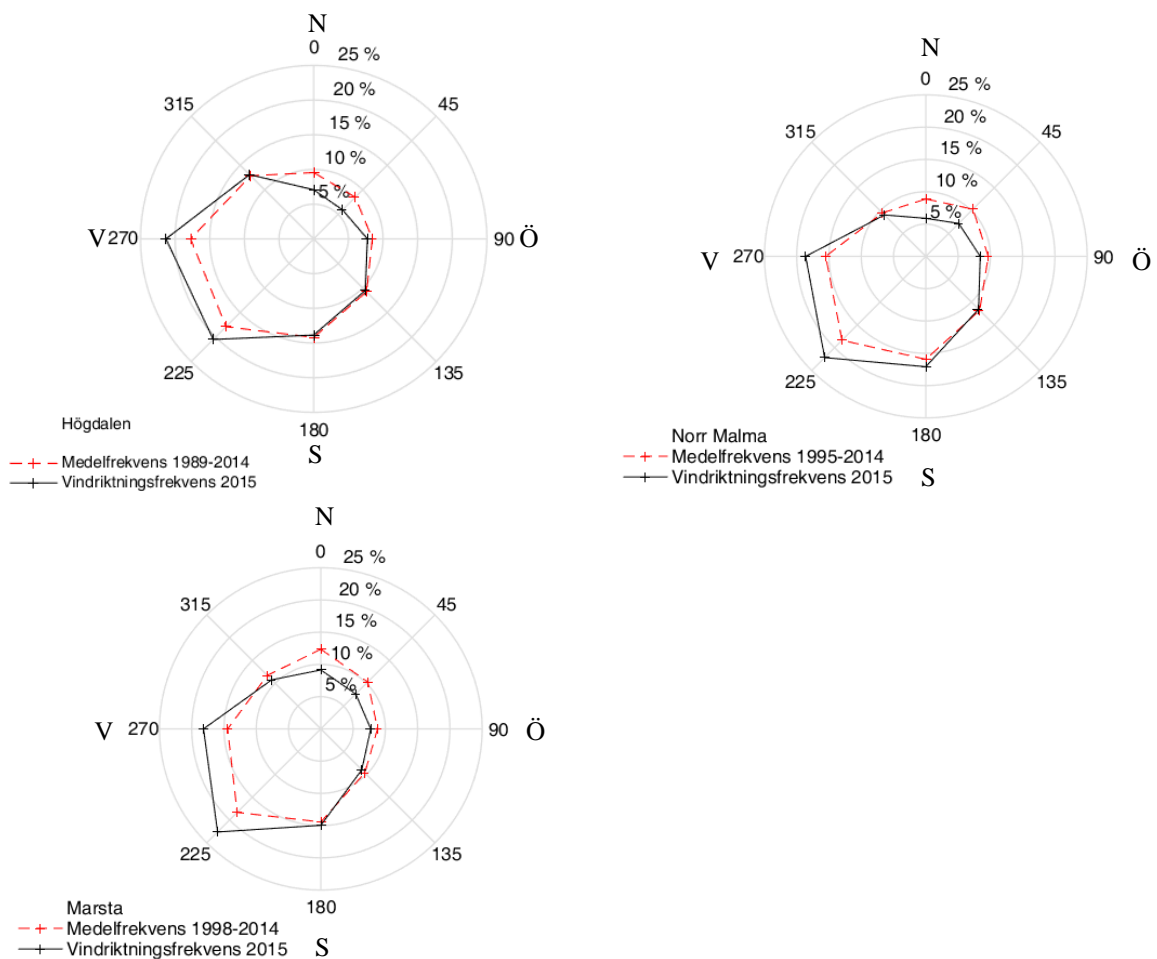 N
0
25 %
20 %
15 %
10 %
5 %
315
45
V 270
90 Ö
225
135
180
S
Högdalen
Medelfrekvens 1989-2014
Vindriktningsfrekvens 2015
N
0
25 %
20 %
15 %
10 %
5 %
315
45
V 270
90 Ö
225
135
180
S
Norr Malma
Medelfrekvens 1995-2014
Vindriktningsfrekvens 2015
N
0
25 %
20 %
15 %
10 %
5 %
315
45
V 270
90 Ö
225
135
180
S
Marsta
Medelfrekvens 1998-2014
Vindriktningsfrekvens 2015